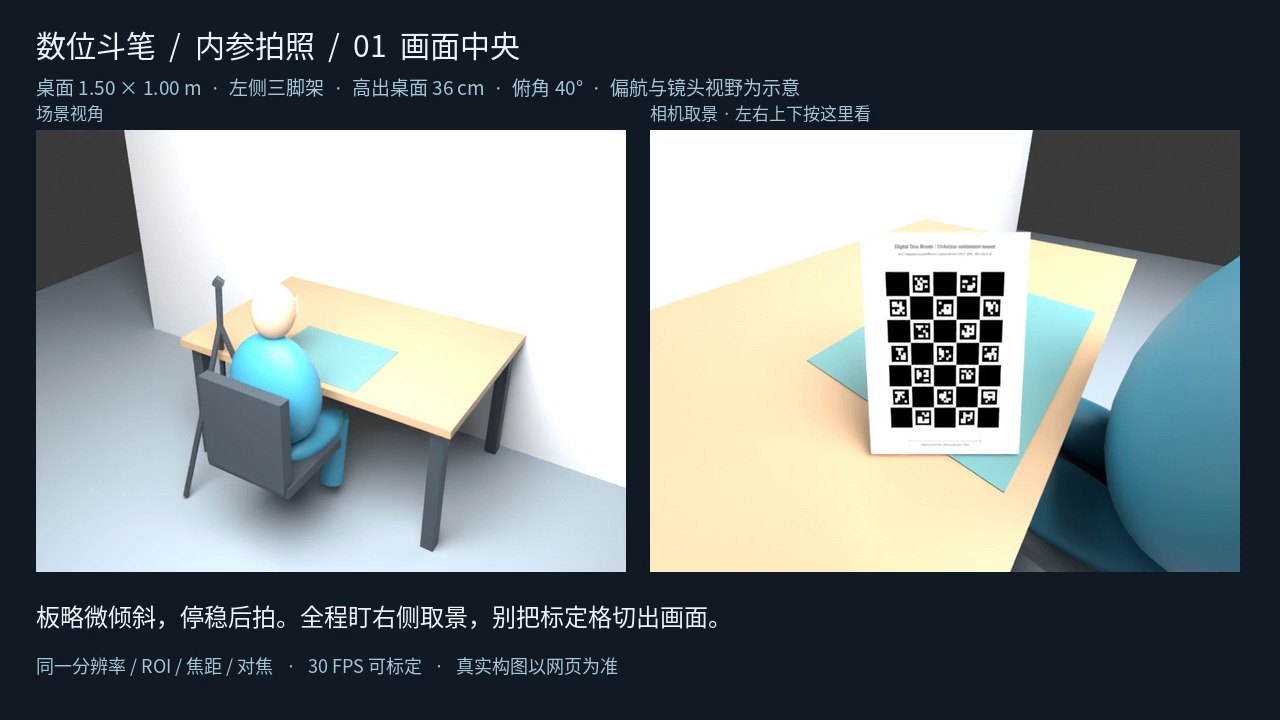 数位斗笔 / 内参拍照 / 01 画面中央
桌面 1.50 × 1.00 m · 左侧三脚架 · 高出桌面 36 cm · 俯角 40° · 偏航与镜头视野为示意
场景视角
相机取景 · 左右上下按这里看
Digital Dou Brush / ChArUco calibration board
板略微倾斜，停稳后拍。全程盯右侧取景，别把标定格切出画面。
同一分辨率 / ROI / 焦距 / 对焦 · 30 FPS 可标定 · 真实构图以网页为准